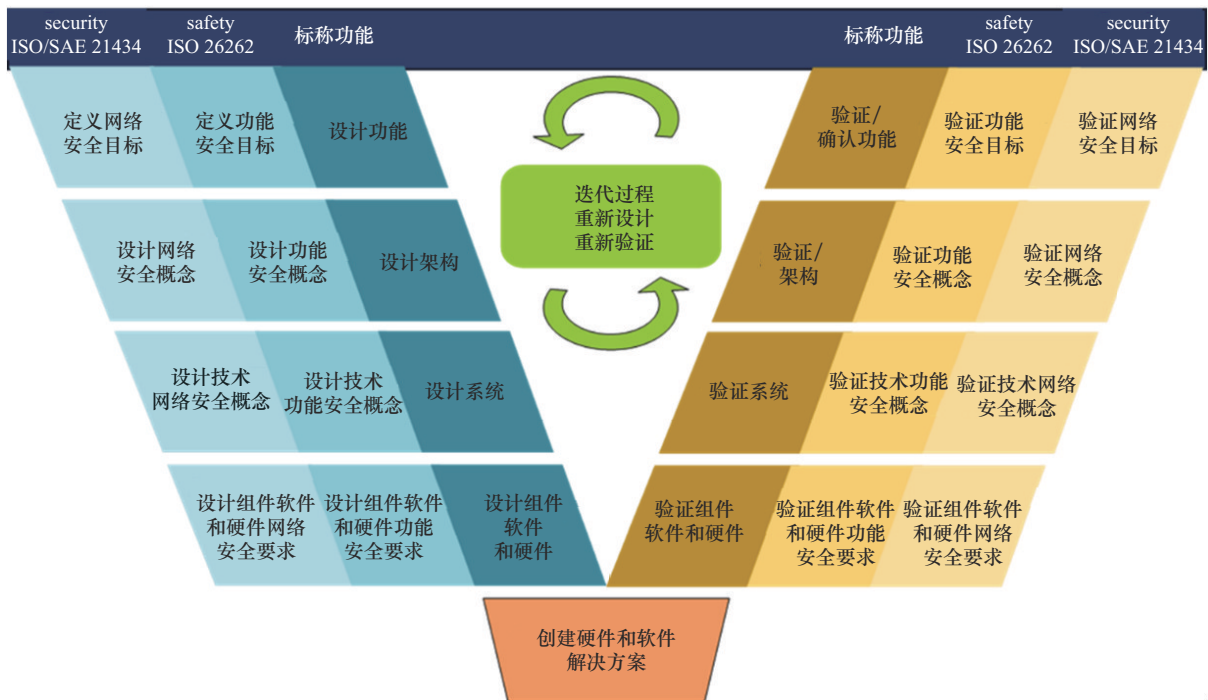 security
ISO/SAE 21434
safety
ISO 26262
标称功能
标称功能
safety
ISO 26262
security
ISO/SAE 21434
定义网络
安全目标
定义功能
安全目标
设计功能
验证/
确认功能
验证功能
安全目标
验证网络
安全目标
迭代过程
重新设计
重新验证
设计网络
安全概念
设计功能
安全概念
设计架构
验证/
架构
验证功能
安全概念
验证网络
安全概念
设计技术
网络安全概念
设计技术
功能安全概念
设计系统
验证系统
验证技术功能
安全概念
验证技术网络
安全概念
设计组件软件
和硬件网络
安全要求
设计组件软件
和硬件功能
安全要求
设计组件
软件
和硬件
验证组件
软件和硬件
验证组件软件
和硬件功能
安全要求
验证组件软件
和硬件网络
安全要求
创建硬件和软件
解决方案